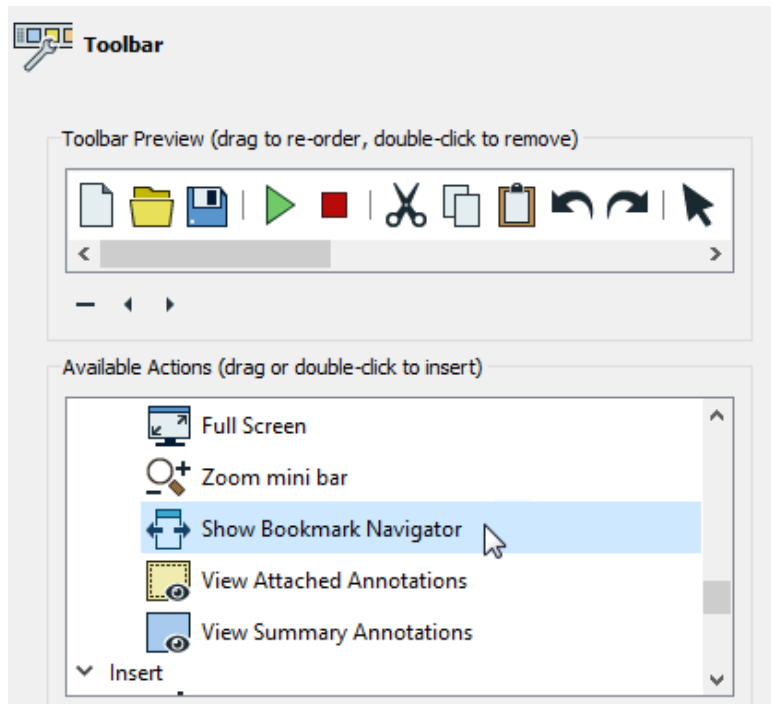 Toolbar
Toolbar Preview (drag to re-order, double-click to remove)
Available Actions (drag or double-click to insert)
Full Screen
Zoom mini bar
Show Bookmark Navigator
View Attached Annotations
View Summary Annotations
Insert